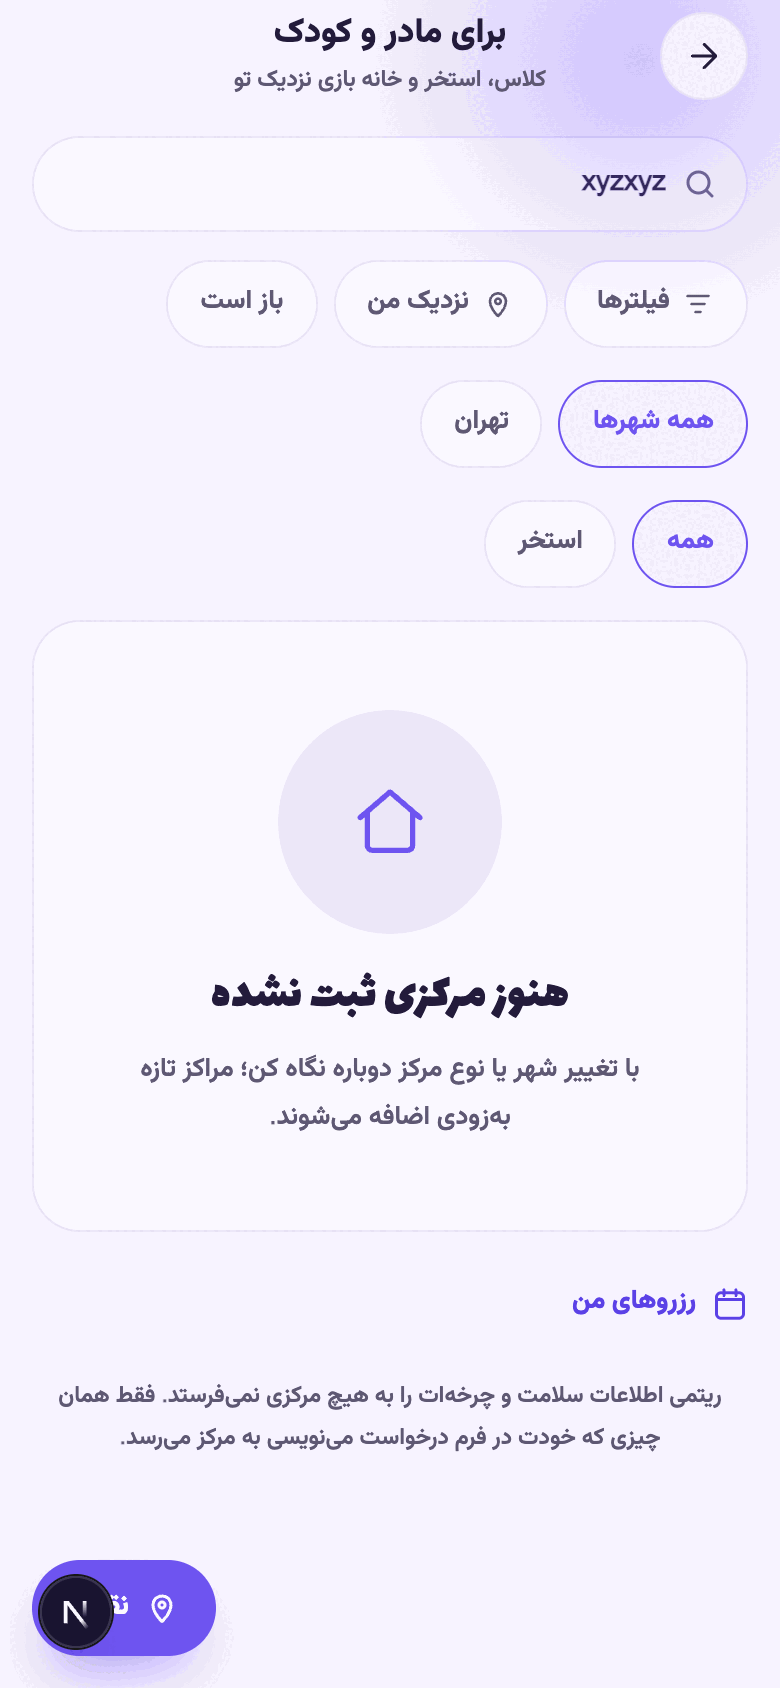 برای مادر و کودک
کلاس، استخر و خانه بازی نزدیک تو
xyzxyz
فیلترها
نزدیک من
باز است
همه شهرها
تهران
همه
استخر
هنوز مرکزی ثبت نشده
با تغییر شهر یا نوع مرکز دوباره نگاه کن؛ مراکز تازه
به‌زودی اضافه می‌شوند.
رزروهای من
ریتمی اطلاعات سلامت و چرخه‌ات را به هیچ مرکزی نمی‌فرستد. فقط همان
چیزی که خودت در فرم درخواست می‌نویسی به مرکز می‌رسد.
N